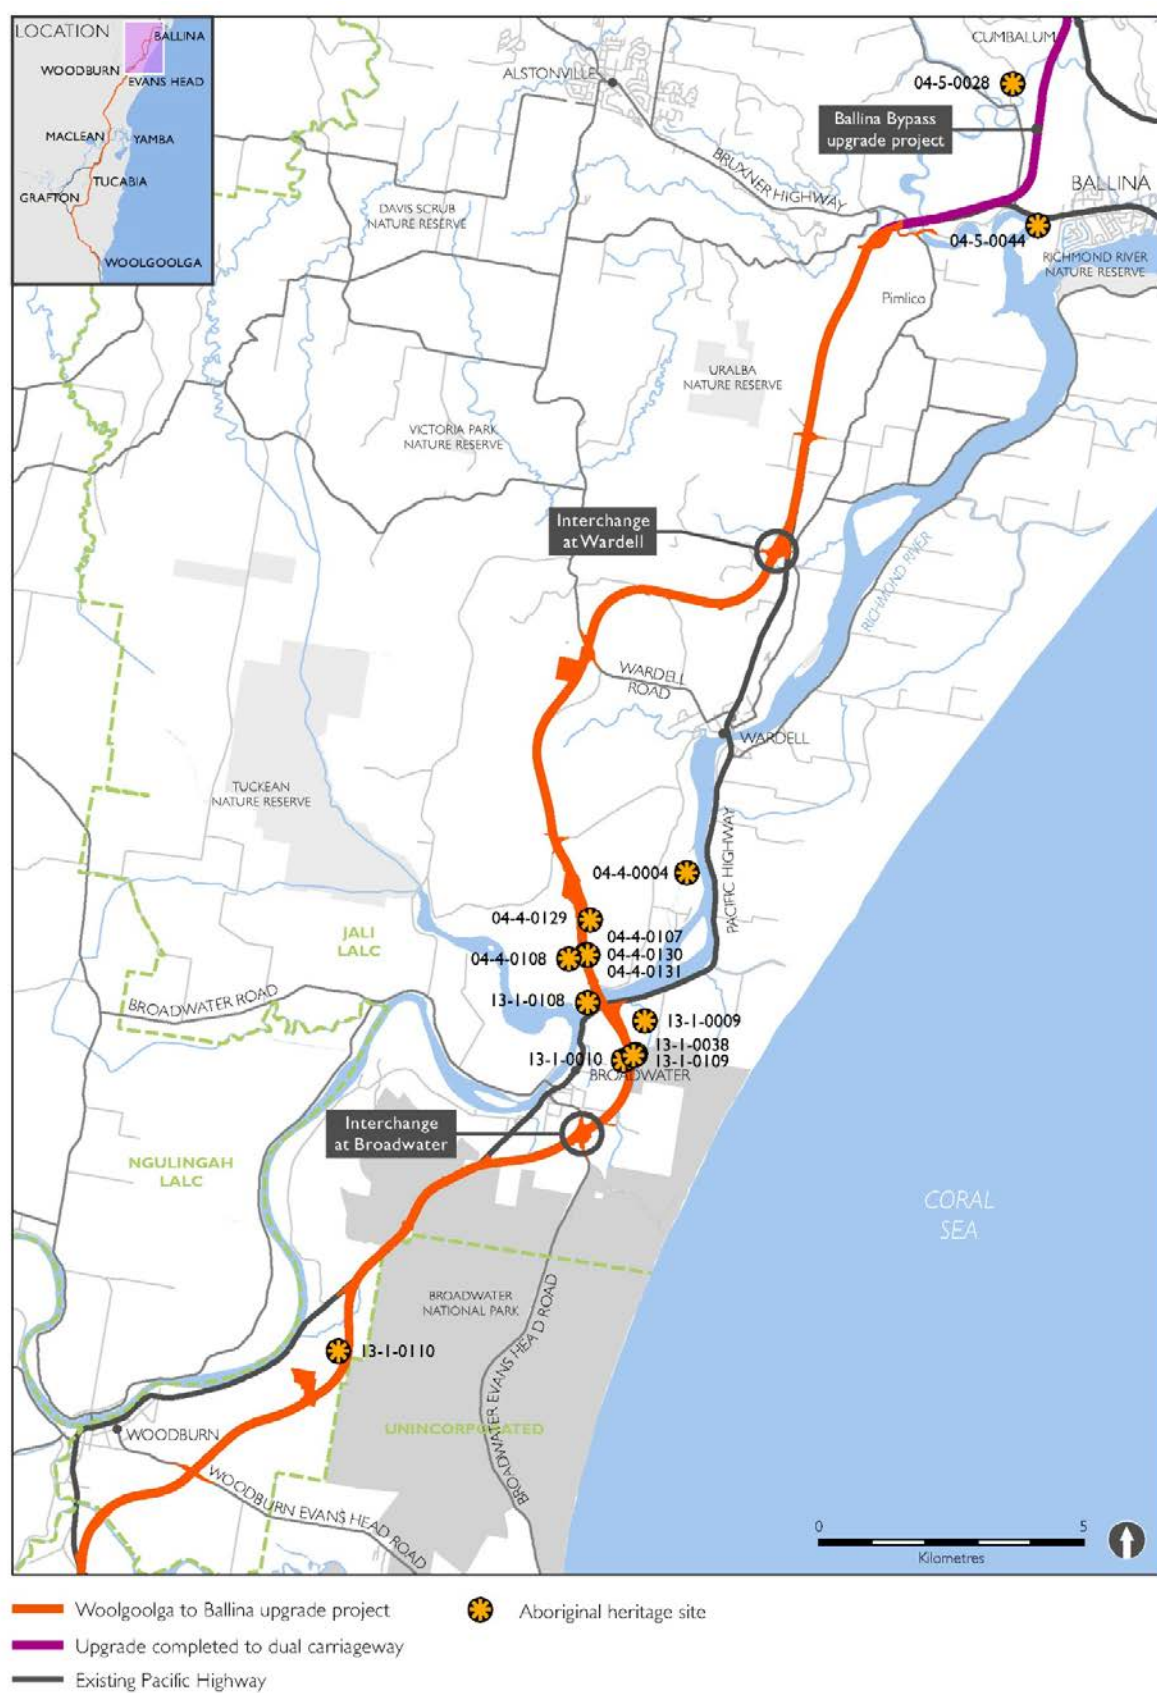 LOCATION
BALLINA
WOODBURN
EVANS HEAD
MACLEAN
YAMBA
TUCABIA
GRAFTON
WOOLGOOLGA
CUMBALUM
ALSTONVILLE
04-5-0028
Ballina Bypass
upgrade project
BRUXNER HIGHWAY
BALLINA
DAVIS SCRUB
NATURE RESERVE
04-5-0044
RICHMOND RIVER
NATURE RESERVE
Pimlico
URALBA
NATURE RESERVE
VICTORIA PARK
NATURE RESERVE
Interchange
at Wardell
RICHMOND RIVER
WARDELL
ROAD
WARDELL
TUCKEAN
NATURE RESERVE
PACIFIC HIGHWAY
04-4-0004
04-4-0129
04-4-0107
04-4-0130
04-4-0131
04-4-0108
JALI
LALC
BROADWATER ROAD
13-1-0108
13-1-0009
13-1-0038
13-1-0109
13-1-0010
BROADWATER
Interchange
at Broadwater
NGULINGAH
LALC
CORAL
SEA
BROADWATER
NATIONAL PARK
BROADWATER EVANS HEAD ROAD
13-1-0110
UNINCORPORATED
WOODBURN
WOODBURN EVANS HEAD ROAD
0 5
Kilometres
Woolgoolga to Ballina upgrade project
Aboriginal heritage site
Upgrade completed to dual carriageway
Existing Pacific Highway